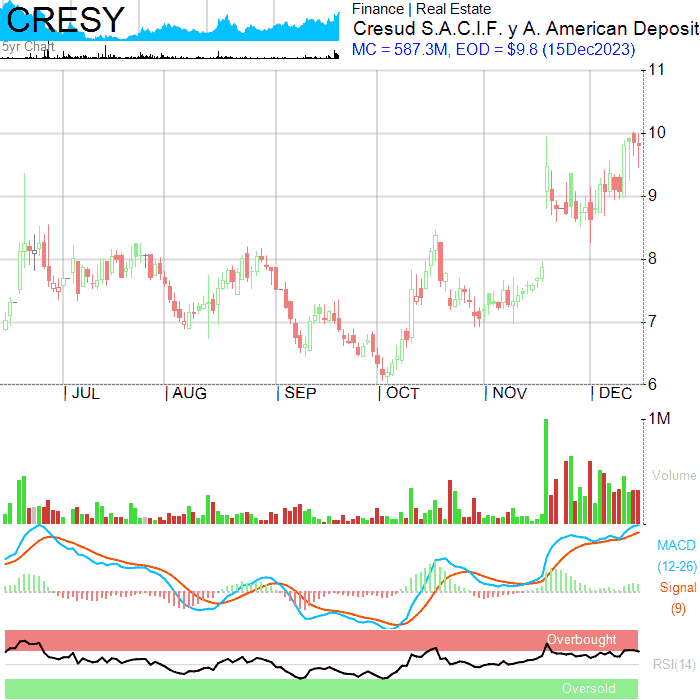 CRESY
5yr Chart
Finance | Real Estate
Cresud S.A.C.I.F. y A. American Deposit
MC = 587.3M, EOD = $9.8 (15Dec2023)
11
10
9
8
7
6
JUL
AUG
SEP
OCT
NOV
DEC
1M
Volume
MACD
(12-26)
Signal
(9)
Overbought
RSI(14)
Oversold